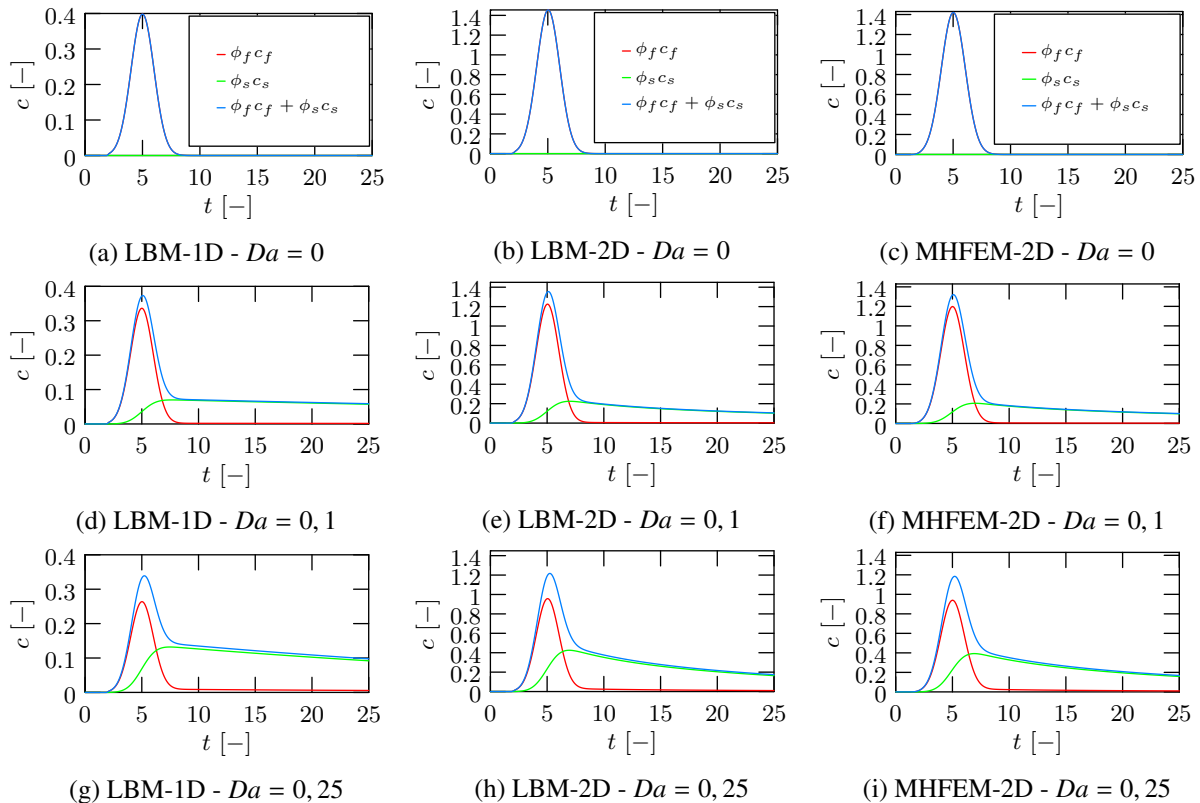 0.4
0.3
0.2
0.1
0
c [−]
ϕ_f c_f
ϕ_s c_s
ϕ_f c_f + ϕ_s c_s
0 5 10 15 20 25
t [−]
(a) LBM-1D - Da = 0
1.4
1.2
1
0.8
0.6
0.4
0.2
0
c [−]
ϕ_f c_f
ϕ_s c_s
ϕ_f c_f + ϕ_s c_s
0 5 10 15 20 25
t [−]
(b) LBM-2D - Da = 0
1.4
1.2
1
0.8
0.6
0.4
0.2
0
c [−]
ϕ_f c_f
ϕ_s c_s
ϕ_f c_f + ϕ_s c_s
0 5 10 15 20 25
t [−]
(c) MHFEM-2D - Da = 0
0.4
0.3
0.2
0.1
0
c [−]
0 5 10 15 20 25
t [−]
(d) LBM-1D - Da = 0, 1
1.4
1.2
1
0.8
0.6
0.4
0.2
0
c [−]
0 5 10 15 20 25
t [−]
(e) LBM-2D - Da = 0, 1
1.4
1.2
1
0.8
0.6
0.4
0.2
0
c [−]
0 5 10 15 20 25
t [−]
(f) MHFEM-2D - Da = 0, 1
0.4
0.3
0.2
0.1
0
c [−]
0 5 10 15 20 25
t [−]
(g) LBM-1D - Da = 0, 25
1.4
1.2
1
0.8
0.6
0.4
0.2
0
c [−]
0 5 10 15 20 25
t [−]
(h) LBM-2D - Da = 0, 25
1.4
1.2
1
0.8
0.6
0.4
0.2
0
c [−]
0 5 10 15 20 25
t [−]
(i) MHFEM-2D - Da = 0, 25